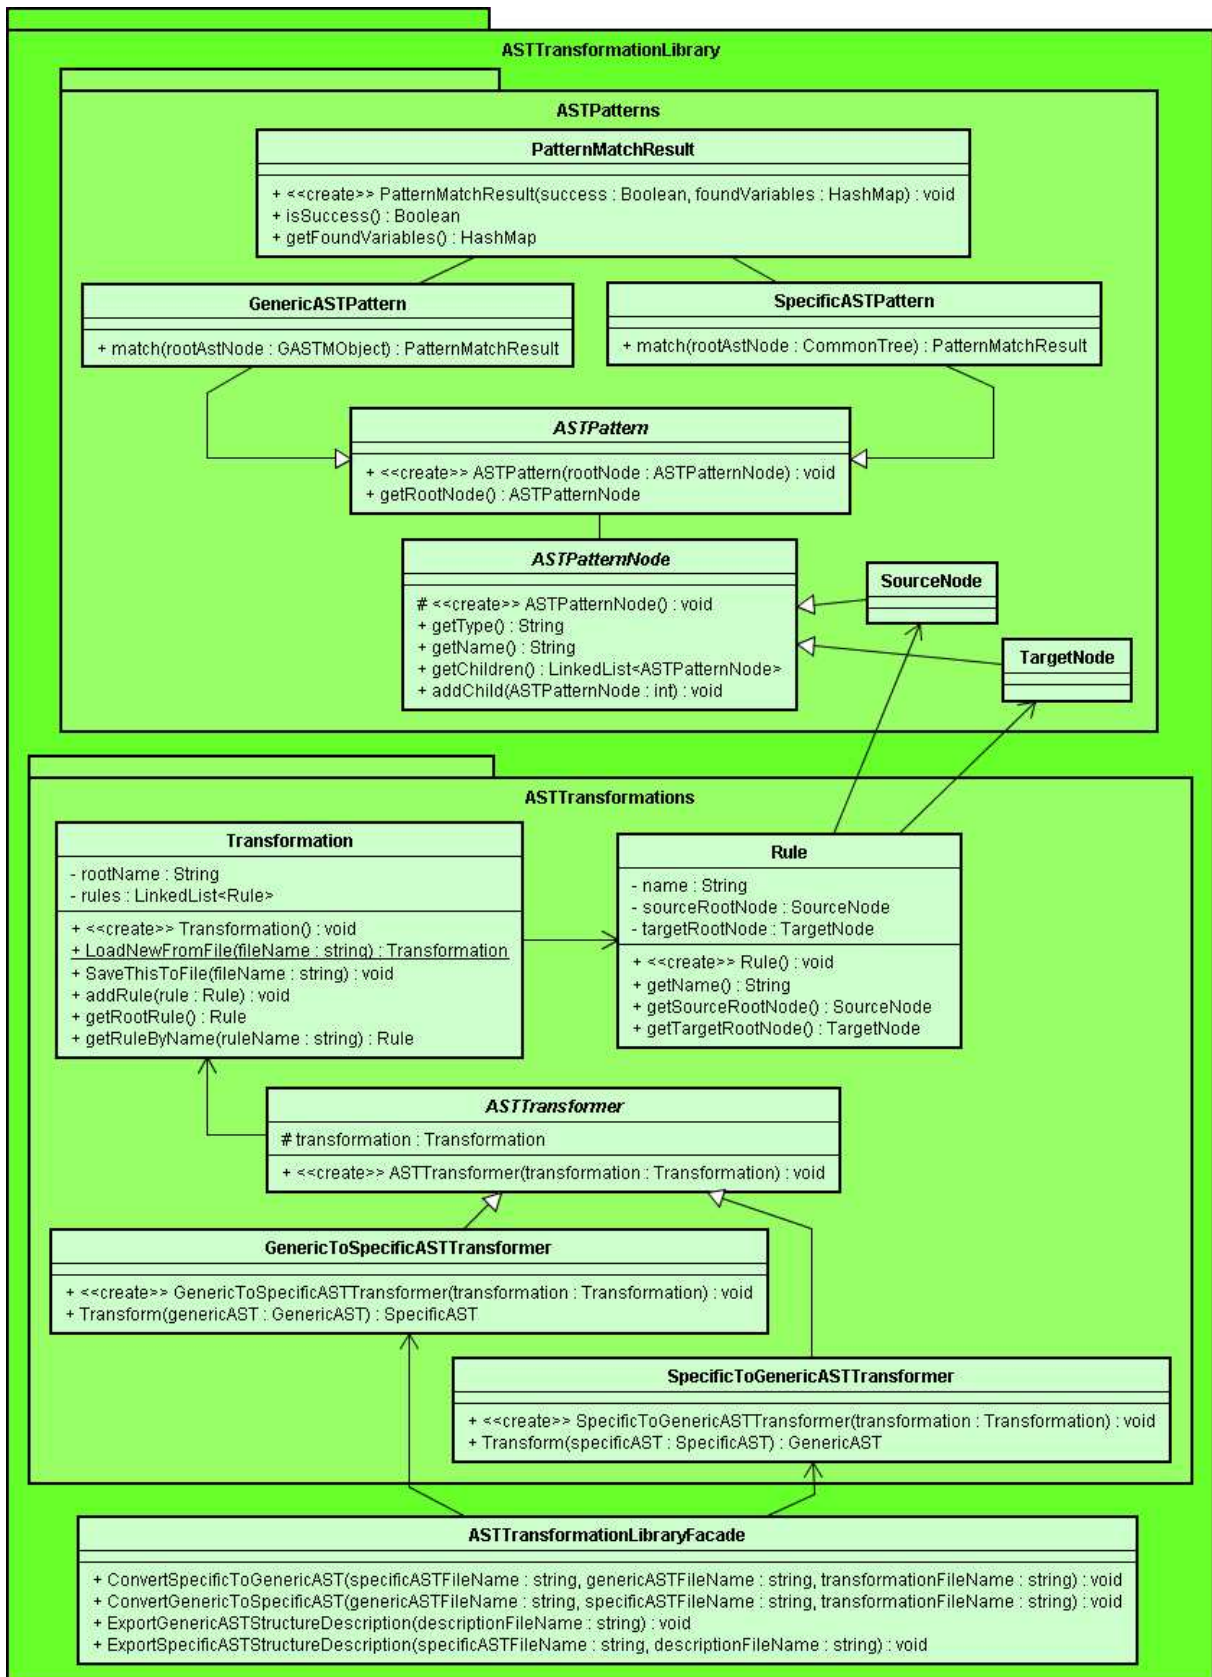 ASTTransformationLibrary
ASTPatterns
PatternMatchResult
+ <<create>> PatternMatchResult(success : Boolean, foundVariables : HashMap) : void
+ isSuccess() : Boolean
+ getFoundVariables() : HashMap
GenericASTPattern
+ match(rootAstNode : GASTMObject) : PatternMatchResult
SpecificASTPattern
+ match(rootAstNode : CommonTree) : PatternMatchResult
ASTPattern
+ <<create>> ASTPattern(rootNode : ASTPatternNode) : void
+ getRootNode() : ASTPatternNode
ASTPatternNode
# <<create>> ASTPatternNode() : void
+ getType() : String
+ getName() : String
+ getChildren() : LinkedList<ASTPatternNode>
+ addChild(ASTPatternNode : int) : void
SourceNode
TargetNode
ASTTransformations
Transformation
- rootName : String
- rules : LinkedList<Rule>
+ <<create>> Transformation() : void
+ LoadNewFromFile(fileName : string) : Transformation
+ SaveThisToFile(fileName : string) : void
+ addRule(rule : Rule) : void
+ getRootRule() : Rule
+ getRuleByName(ruleName : string) : Rule
Rule
- name : String
- sourceRootNode : SourceNode
- targetRootNode : TargetNode
+ <<create>> Rule() : void
+ getName() : String
+ getSourceRootNode() : SourceNode
+ getTargetRootNode() : TargetNode
ASTTransformer
# transformation : Transformation
+ <<create>> ASTTransformer(transformation : Transformation) : void
GenericToSpecificASTTransformer
+ <<create>> GenericToSpecificASTTransformer(transformation : Transformation) : void
+ Transform(genericAST : GenericAST) : SpecificAST
SpecificToGenericASTTransformer
+ <<create>> SpecificToGenericASTTransformer(transformation : Transformation) : void
+ Transform(specificAST : SpecificAST) : GenericAST
ASTTransformationLibraryFacade
+ ConvertSpecificToGenericAST(specificASTFileName : string, genericASTFileName : string, transformationFileName : string) : void
+ ConvertGenericToSpecificAST(genericASTFileName : string, specificASTFileName : string, transformationFileName : string) : void
+ ExportGenericASTStructureDescription(descriptionFileName : string) : void
+ ExportSpecificASTStructureDescription(specificASTFileName : string, descriptionFileName : string) : void